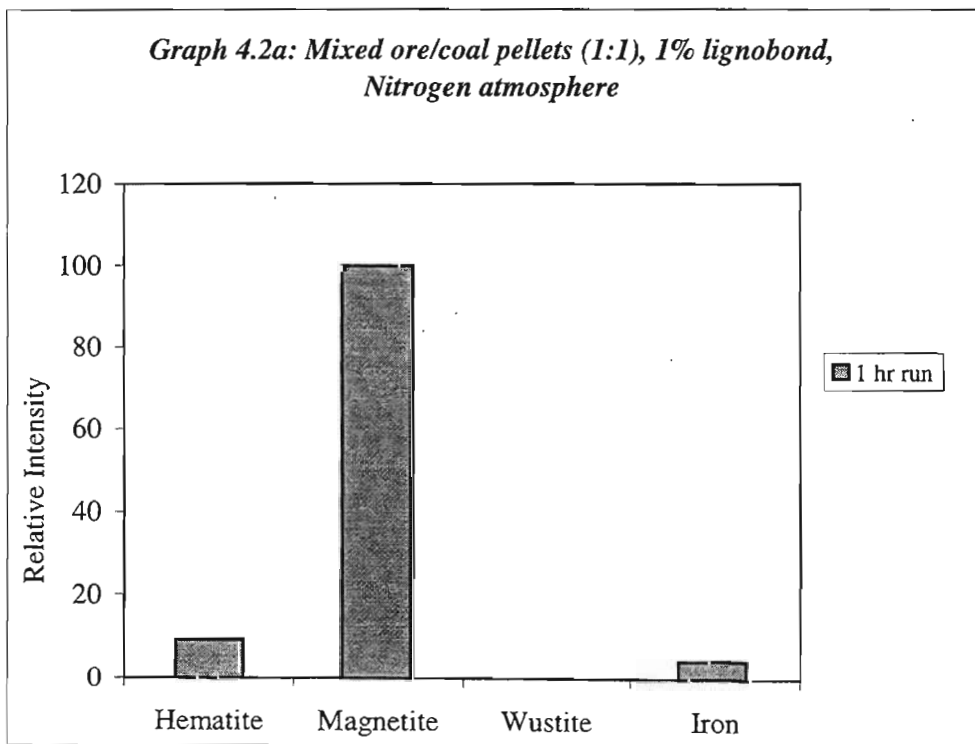 Graph 4.2a: Mixed ore/coal pellets (1:1), 1% lignobond,
Nitrogen atmosphere
120
100
80
60
40
20
0
Relative Intensity
Hematite
Magnetite
Wustite
Iron
1 hr run